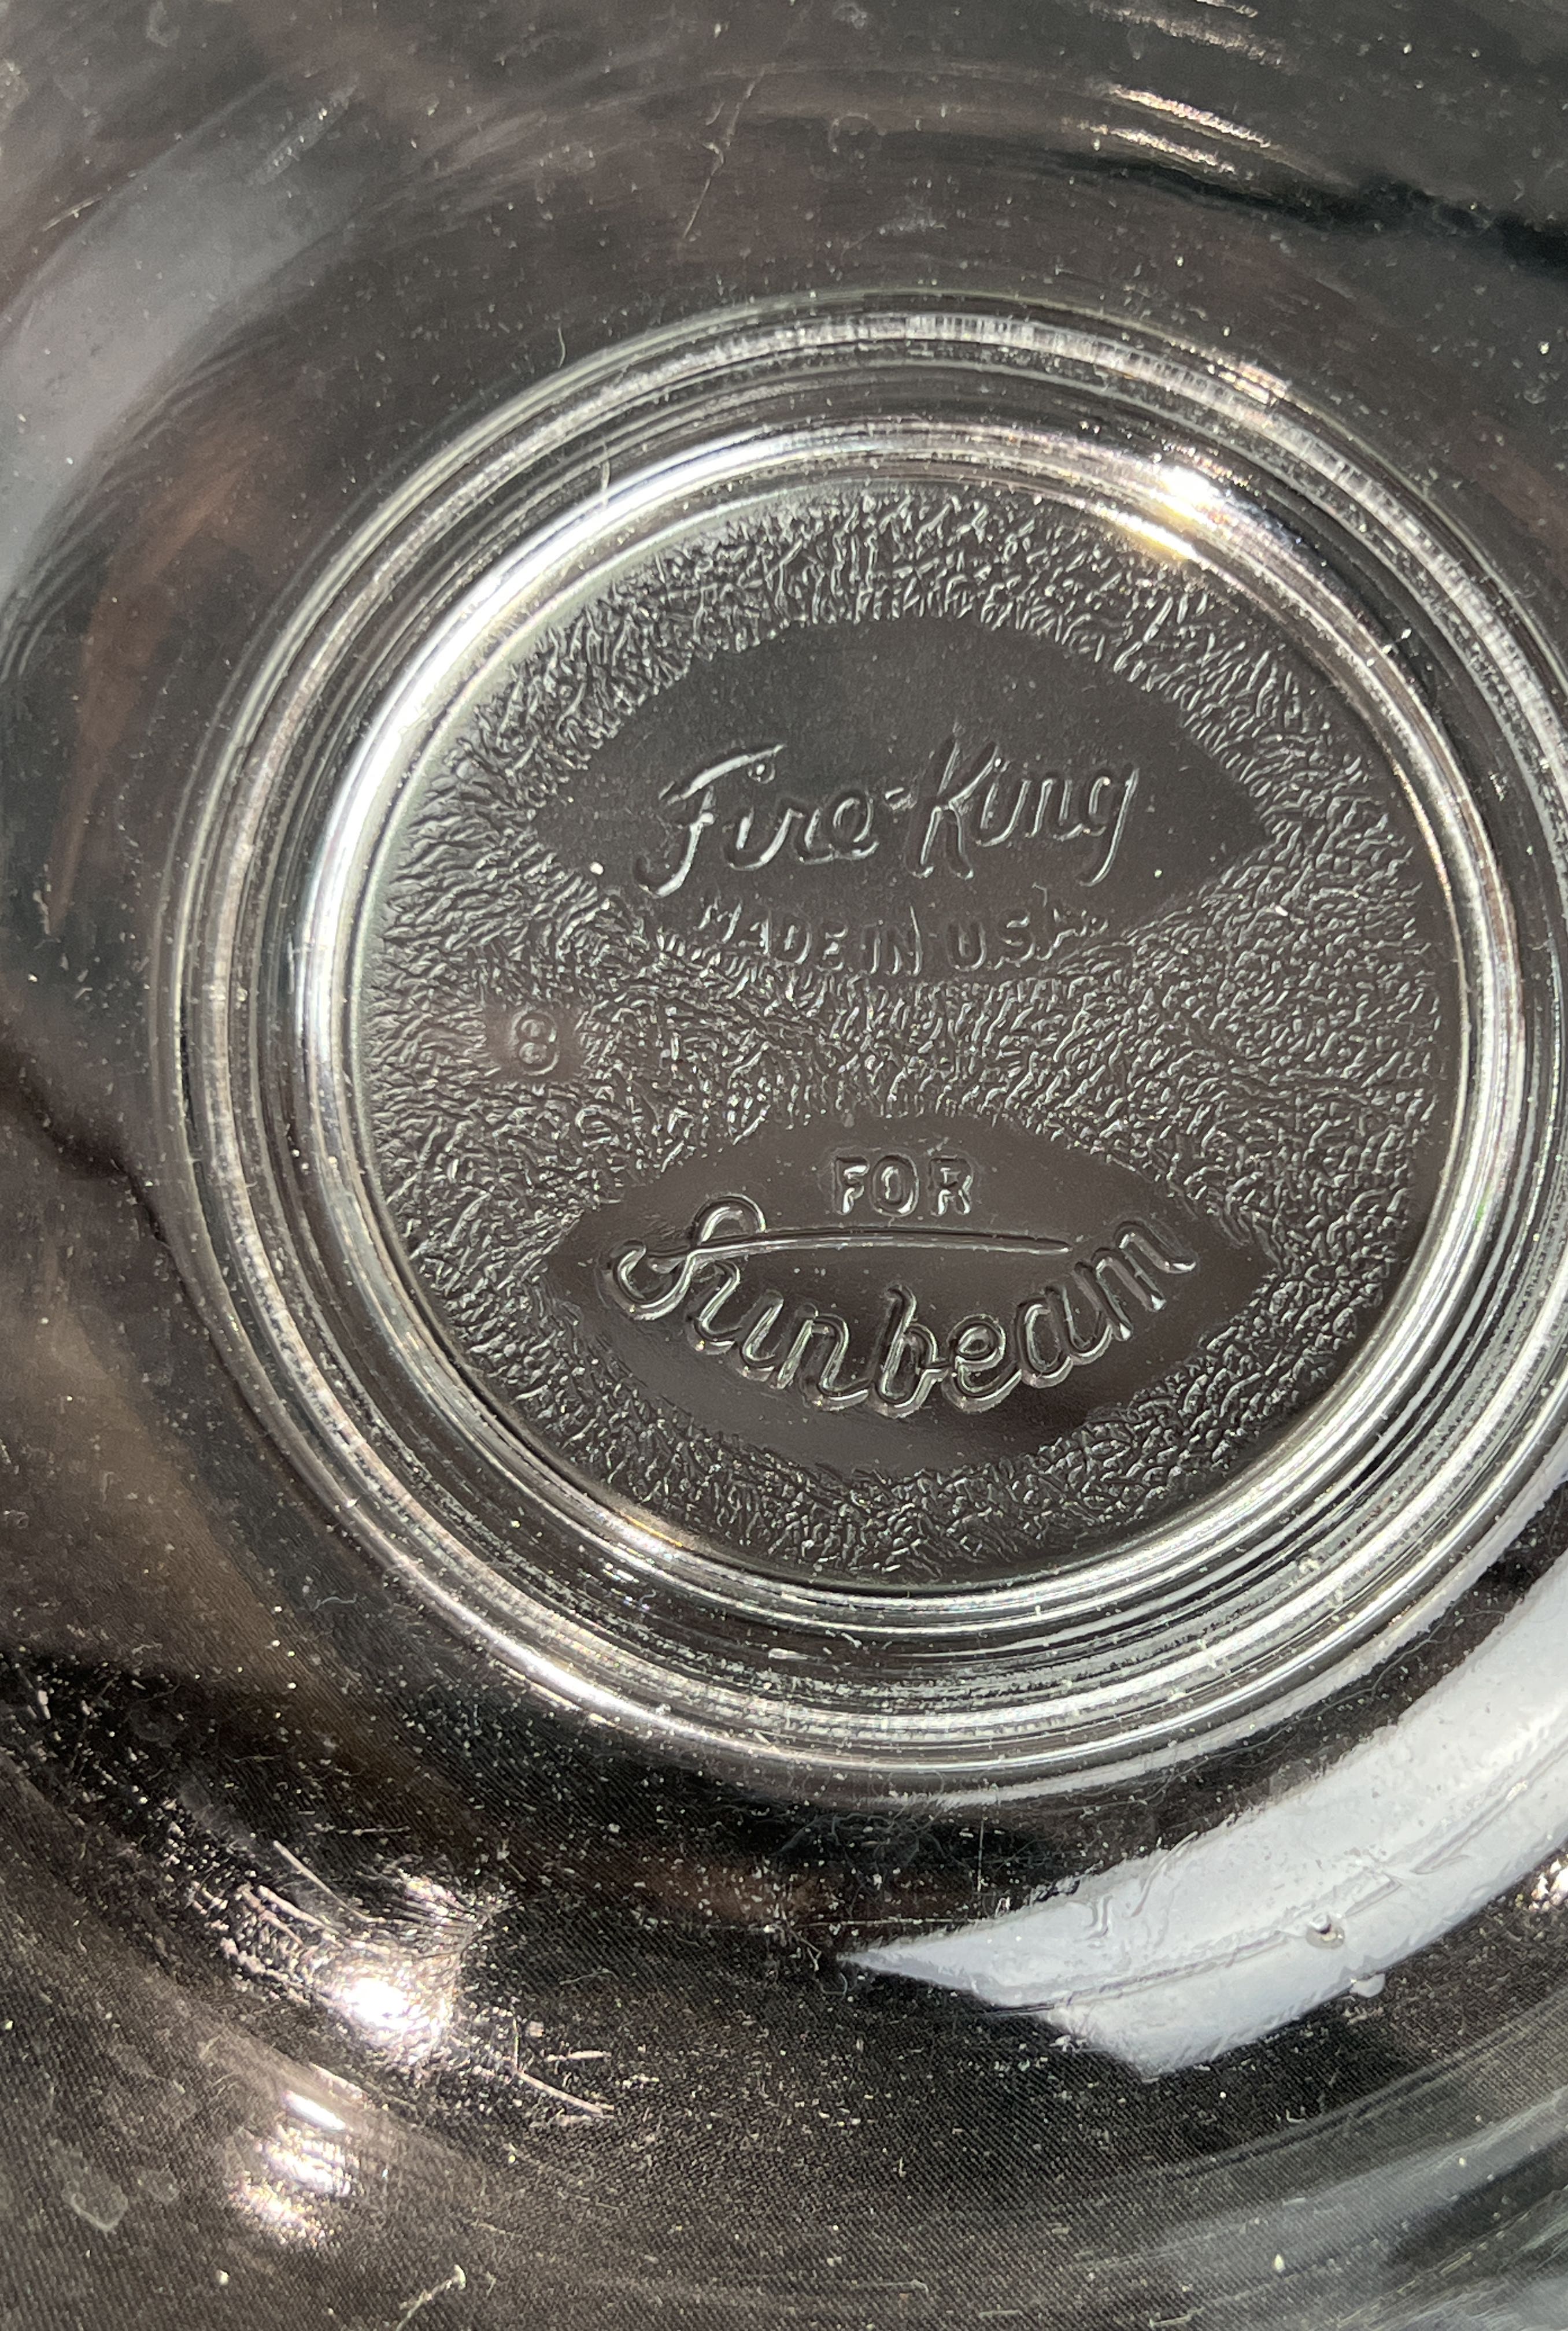 Fire-King
MADE IN U.S.A.
8
FOR
Sunbeam